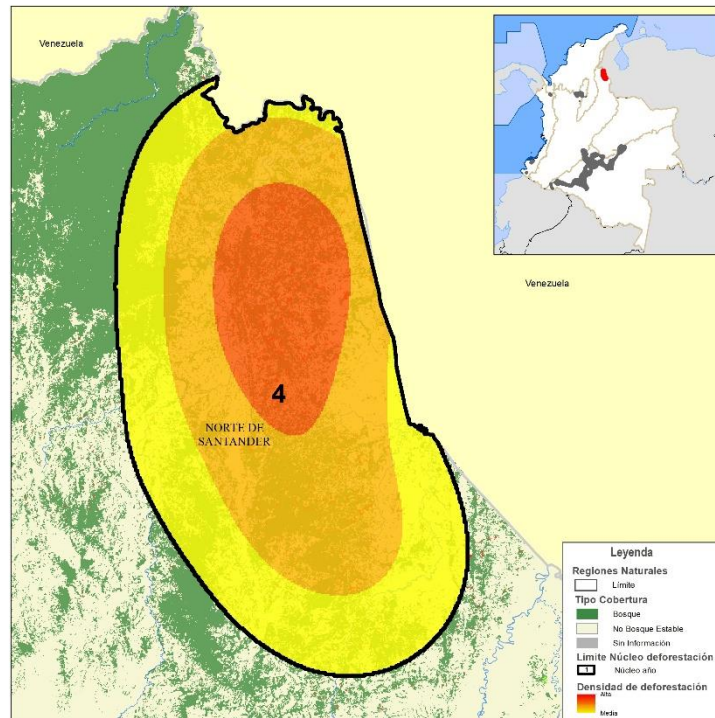 Venezuela
Venezuela
4
NORTE DE
SANTANDER
Leyenda
Regiones Naturales
Límite
Tipo Cobertura
Bosque
No Bosque Estable
Sin Información
Límite Núcleo deforestación
Núcleo año
Densidad de deforestación
Alta
Media